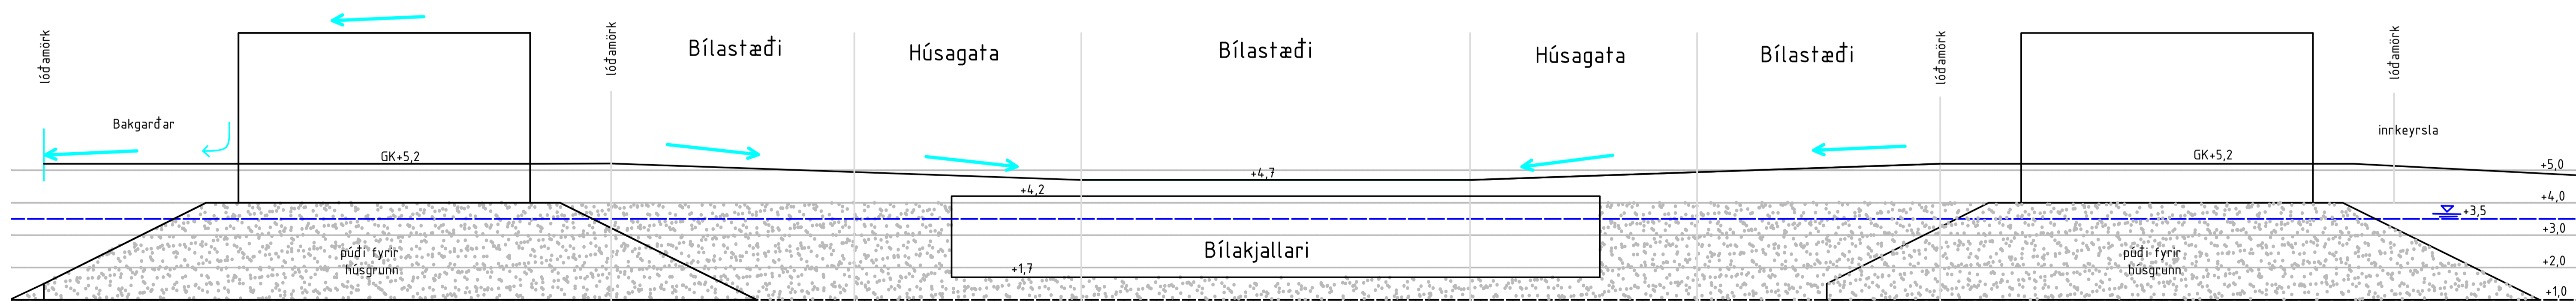 lóðamörk
Bakgarðar
GK+5,2
púði fyrir
húsgrunn
lóðamörk
Bílastæði
Húsagata
Bílastæði
Húsagata
Bílastæði
+4,7
+4,2
Bílakjallari
+1,7
lóðamörk
GK+5,2
púði fyrir
húsgrunn
lóðamörk
innkeyrsla
+5,0
+4,0
+3,5
+3,0
+2,0
+1,0